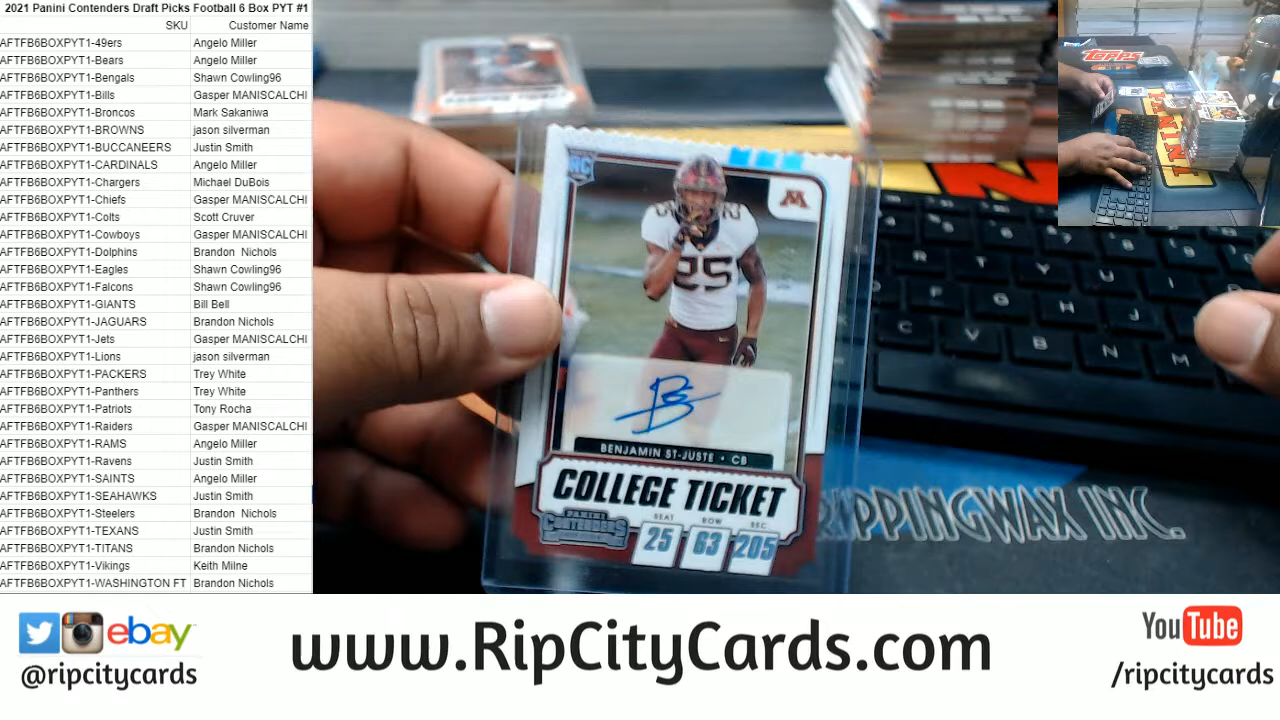 2021 Panini Contenders Draft Picks Football 6 Box PYT #1
SKU Customer Name
AFTFB6BOXPYT1-49ers Angelo Miller
AFTFB6BOXPYT1-Bears Angelo Miller
AFTFB6BOXPYT1-Bengals Shawn Cowling96
AFTFB6BOXPYT1-Bills Gasper MANISCALCHI
AFTFB6BOXPYT1-Broncos Mark Sakaniwa
AFTFB6BOXPYT1-BROWNS jason silverman
AFTFB6BOXPYT1-BUCCANEERS Justin Smith
AFTFB6BOXPYT1-CARDINALS Angelo Miller
AFTFB6BOXPYT1-Chargers Michael DuBois
AFTFB6BOXPYT1-Chiefs Gasper MANISCALCHI
AFTFB6BOXPYT1-Colts Scott Cruver
AFTFB6BOXPYT1-Cowboys Gasper MANISCALCHI
AFTFB6BOXPYT1-Dolphins Brandon Nichols
AFTFB6BOXPYT1-Eagles Shawn Cowling96
AFTFB6BOXPYT1-Falcons Shawn Cowling96
AFTFB6BOXPYT1-GIANTS Bill Bell
AFTFB6BOXPYT1-JAGUARS Brandon Nichols
AFTFB6BOXPYT1-Jets Gasper MANISCALCHI
AFTFB6BOXPYT1-Lions jason silverman
AFTFB6BOXPYT1-PACKERS Trey White
AFTFB6BOXPYT1-Panthers Trey White
AFTFB6BOXPYT1-Patriots Tony Rocha
AFTFB6BOXPYT1-Raiders Gasper MANISCALCHI
AFTFB6BOXPYT1-RAMS Angelo Miller
AFTFB6BOXPYT1-Ravens Justin Smith
AFTFB6BOXPYT1-SAINTS Angelo Miller
AFTFB6BOXPYT1-SEAHAWKS Justin Smith
AFTFB6BOXPYT1-Steelers Brandon Nichols
AFTFB6BOXPYT1-TEXANS Justin Smith
AFTFB6BOXPYT1-TITANS Brandon Nichols
AFTFB6BOXPYT1-Vikings Keith Milne
AFTFB6BOXPYT1-WASHINGTON FT Brandon Nichols
RC
M
25
BENJAMIN ST-JUSTE • CB
COLLEGE TICKET
PANINI
CONTENDERS
SEAT ROW SEC
25 63 205
R T Y U
G H J
C V B N M
RIPPINGWAX INC.
Topps
PANINI
ebay
@ripcitycards
www.RipCityCards.com
YouTube
/ripcitycards